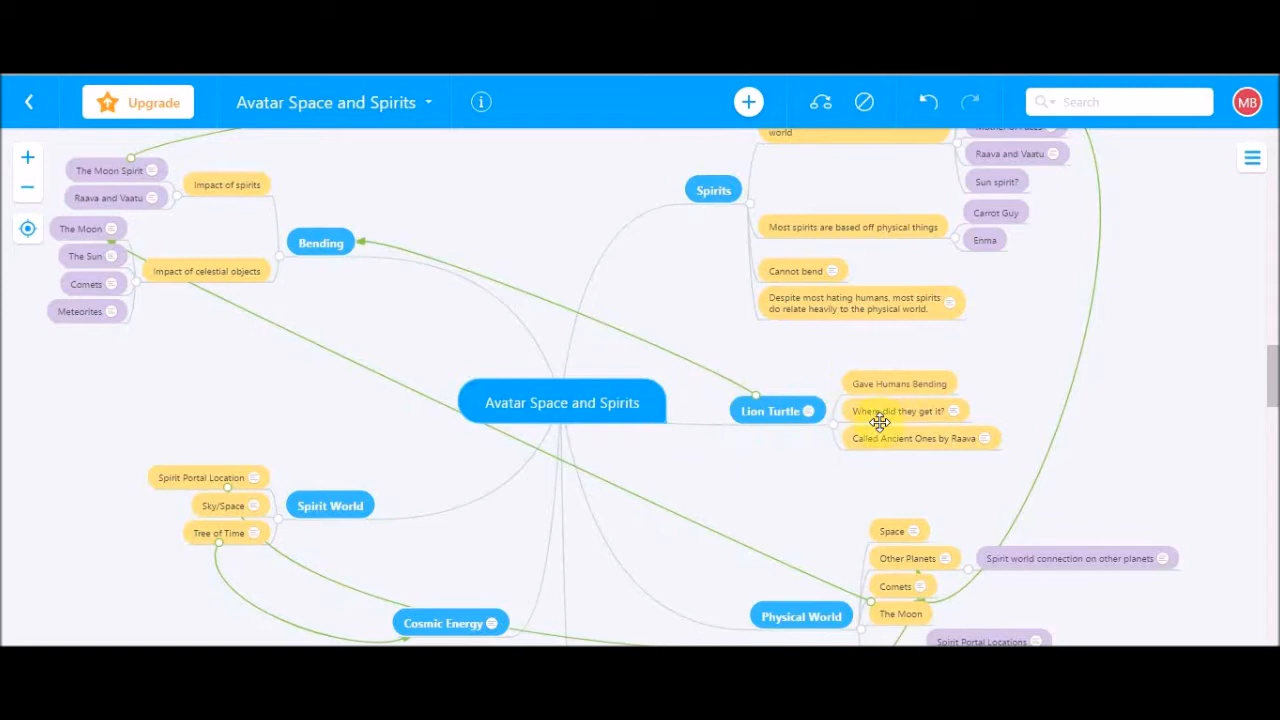 Upgrade
Avatar Space and Spirits
Search
MB
The Moon Spirit
Raava and Vaatu
Impact of spirits
The Moon
The Sun
Comets
Meteorites
Impact of celestial objects
Bending
Spirits
world
Raava and Vaatu
Sun spirit?
Most spirits are based off physical things
Carrot Guy
Enma
Cannot bend
Despite most hating humans, most spirits
do relate heavily to the physical world.
Avatar Space and Spirits
Lion Turtle
Gave Humans Bending
Where did they get it?
Called Ancient Ones by Raava
Spirit Portal Location
Sky/Space
Tree of Time
Spirit World
Cosmic Energy
Physical World
Space
Other Planets
Spirit world connection on other planets
Comets
The Moon
Spirit Portal Locations